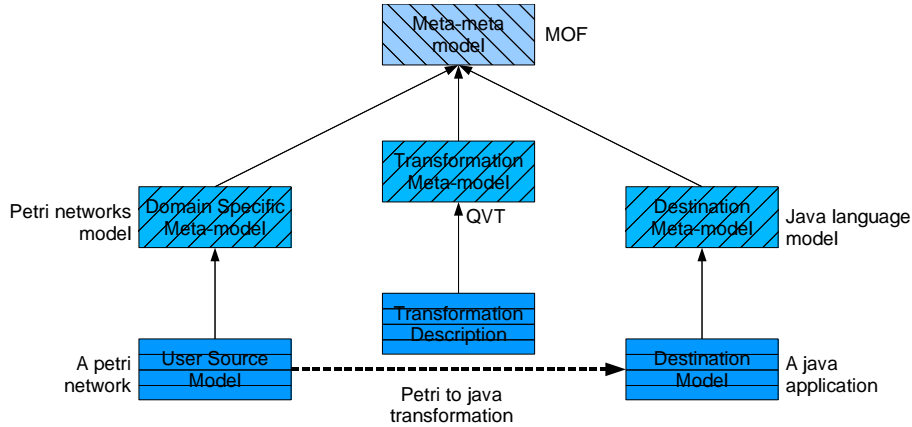 Meta-meta
model
MOF
Transformation
Meta-model
QVT
Petri networks
model
Domain Specific
Meta-model
Destination
Meta-model
Java language
model
Transformation
Description
A petri
network
User Source
Model
Petri to java
transformation
Destination
Model
A java
application